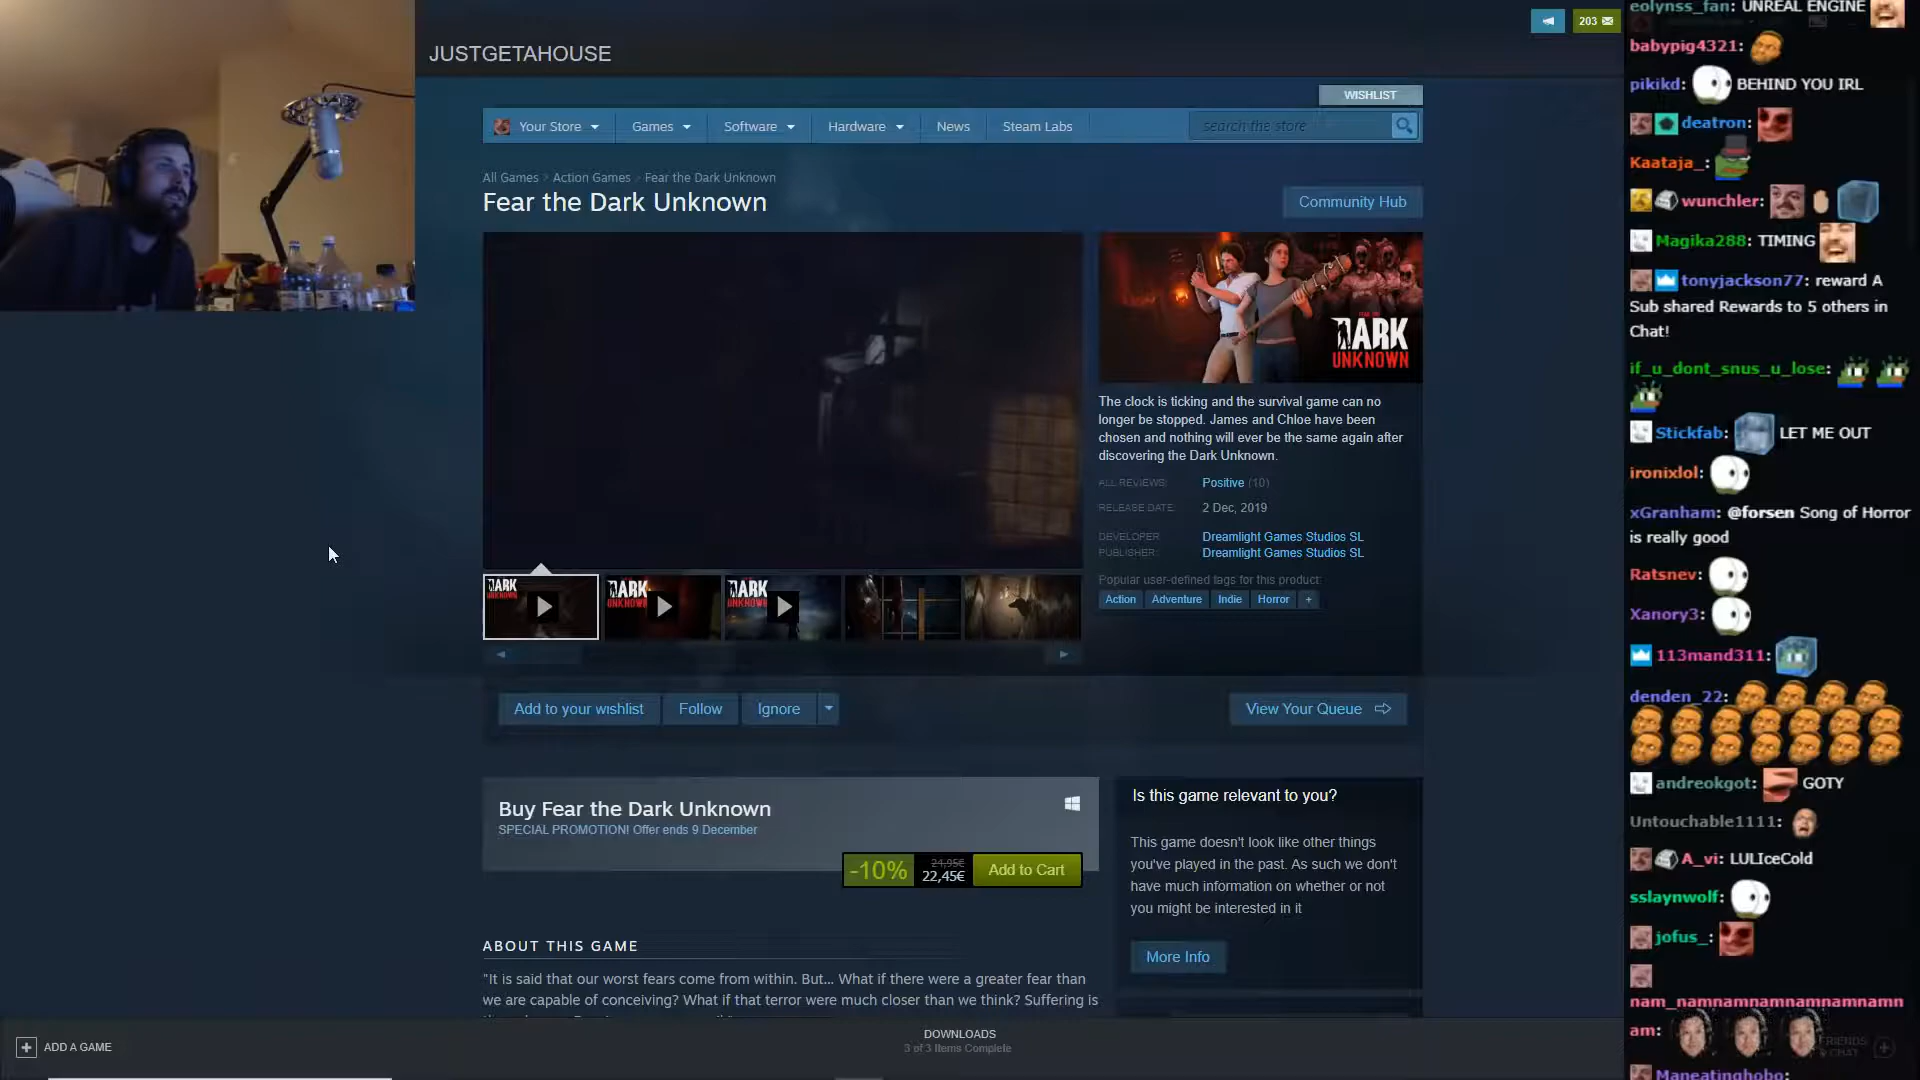 JUSTGETAHOUSE
203
WISHLIST
Your Store
Games
Software
Hardware
News
Steam Labs
search the store
All Games > Action Games > Fear the Dark Unknown
Fear the Dark Unknown
Community Hub
DARK
UNKNOWN
The clock is ticking and the survival game can no
longer be stopped. James and Chloe have been
chosen and nothing will ever be the same again after
discovering the Dark Unknown.
ALL REVIEWS: Positive (10)
RELEASE DATE: 2 Dec, 2019
DEVELOPER: Dreamlight Games Studios SL
PUBLISHER: Dreamlight Games Studios SL
Popular user-defined tags for this product:
Action Adventure Indie Horror +
DARK
UNKNOWN
DARK
UNKNOWN
DARK
UNKNOWN
Add to your wishlist
Follow
Ignore
View Your Queue
Buy Fear the Dark Unknown
SPECIAL PROMOTION! Offer ends 9 December
-10%
24,95€
22,45€
Add to Cart
Is this game relevant to you?
This game doesn't look like other things
you've played in the past. As such we don't
have much information on whether or not
you might be interested in it
More Info
ABOUT THIS GAME
"It is said that our worst fears come from within. But... What if there were a greater fear than
we are capable of conceiving? What if that terror were much closer than we think? Suffering is
ADD A GAME
DOWNLOADS
3 of 3 Items Complete
FRIENDS
& CHAT
eolynss_fan: UNREAL ENGINE
babypig4321:
pikikd: BEHIND YOU IRL
deatron:
Kaataja_:
wunchler:
Magika288: TIMING
tonyjackson77: reward A
Sub shared Rewards to 5 others in
Chat!
if_u_dont_snus_u_lose:
Stickfab: LET ME OUT
ironixlol:
xGranham: @forsen Song of Horror
is really good
Ratsnev:
Xanory3:
113mand311:
denden_22:
andreokgot: GOTY
Untouchable1111:
A_vi: LULIceCold
sslaynwolf:
jofus_:
nam_namnamnamnamnamn
am:
Maneatinghobo: